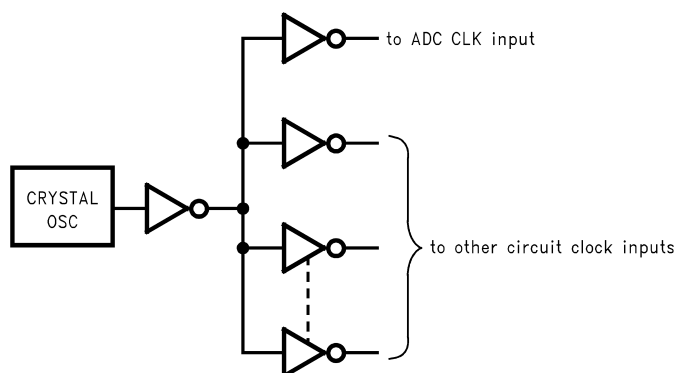 to ADC CLK input
CRYSTAL
OSC
to other circuit clock inputs